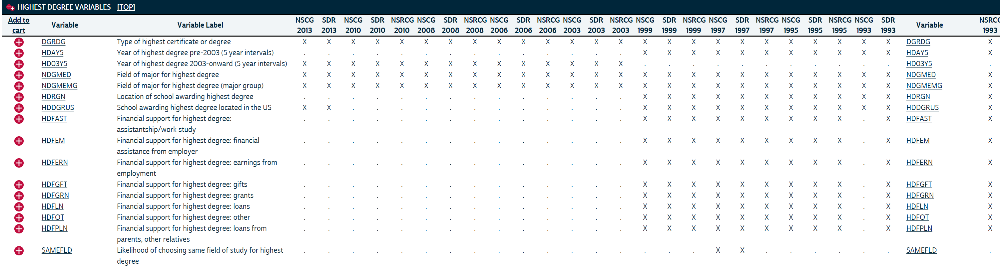 HIGHEST DEGREE VARIABLES [TOP]
Add to cart Variable Variable Label NSCG 2013 SDR 2013 NSCG 2010 SDR 2010 NSRCG 2010 NSCG 2008 SDR 2008 NSRCG 2008 NSCG 2006 SDR 2006 NSRCG 2006 NSCG 2003 SDR 2003 NSRCG 2003 NSCG 1999 SDR 1999 NSRCG 1999 NSCG 1997 SDR 1997 NSRCG 1997 NSCG 1995 SDR 1995 NSRCG 1995 NSCG 1993 SDR 1993 Variable NSRCG 1993
DGRDG Type of highest certificate or degree X X X X X X X X X X X X X X X X X X X X X X X X X DGRDG X
HDAY5 Year of highest degree pre-2003 (5 year intervals) . . . . . . . . . . . . . . X X X X X X X X X X X HDAY5 X
HD03Y5 Year of highest degree 2003-onward (5 year intervals) X X X X X X X X X X X X X X . . . . . . . . . . . HD03Y5 .
NDGMED Field of major for highest degree X X X X X X X X X X X X X X X X X X X X X X X X X NDGMED X
NDGMEMG Field of major for highest degree (major group) X X X X X X X X X X X X X X X X X X X X X X X X X NDGMEMG X
HDRGN Location of school awarding highest degree . . . . . . . . . . . . . . X X X X X X X X X X X HDRGN X
HDDGRUS School awarding highest degree located in the US X X . . . . . . . . . . . . X X X X X X X X X X X HDDGRUS X
HDFAST Financial support for highest degree: . . . . . . . . . . . . . . X X X X X X X X X . X HDFAST X
assistantship/work study
HDFEM Financial support for highest degree: financial . . . . . . . . . . . . . . X X X X X X X X X . X HDFEM X
assistance from employer
HDFERN Financial support for highest degree: earnings from . . . . . . . . . . . . . . X X X X X X X X X . X HDFERN X
employment
HDFGFT Financial support for highest degree: gifts . . . . . . . . . . . . . . X X X X X X X X X . X HDFGFT X
HDFGRN Financial support for highest degree: grants . . . . . . . . . . . . . . X X X X X X X X X . X HDFGRN X
HDFLN Financial support for highest degree: loans . . . . . . . . . . . . . . X X X X X X X X X . X HDFLN X
HDFOT Financial support for highest degree: other . . . . . . . . . . . . . . X X X X X X X X X . X HDFOT X
HDFPLN Financial support for highest degree: loans from . . . . . . . . . . . . . . X X X X X X X X X . X HDFPLN X
parents, other relatives
SAMEFLD Likelihood of choosing same field of study for highest . . . . . . . . . . . . . . . . . X X . . . . . . SAMEFLD .
degree